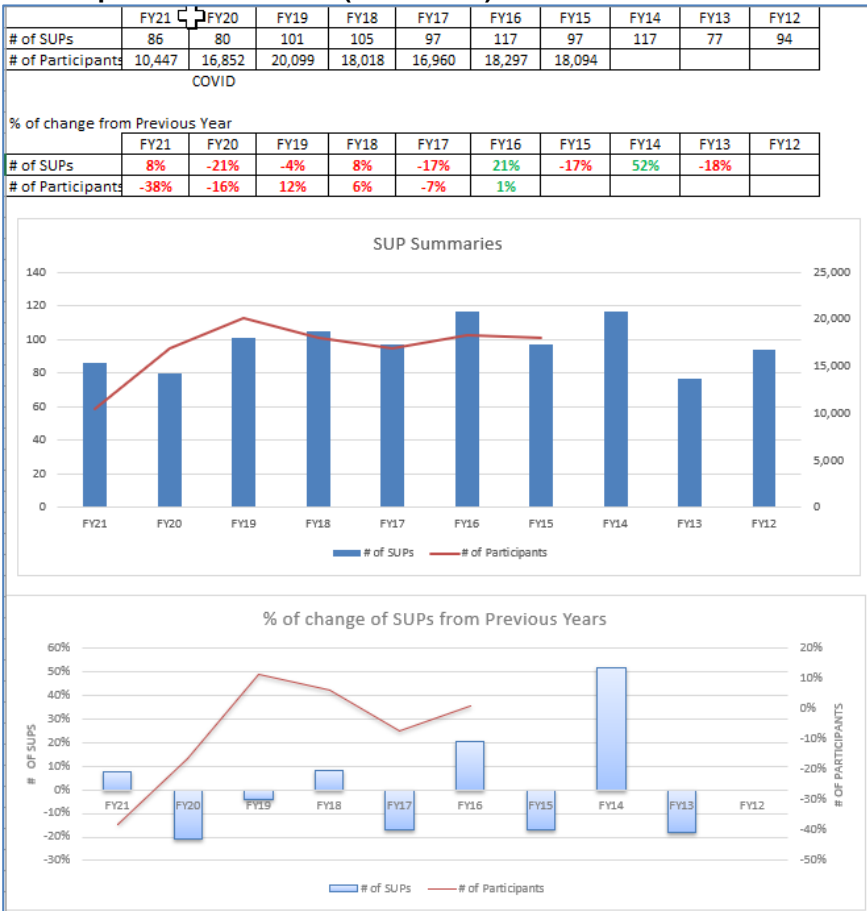 FY21 FY20 FY19 FY18 FY17 FY16 FY15 FY14 FY13 FY12
# of SUPs 86 80 101 105 97 117 97 117 77 94
# of Participants 10,447 16,852 20,099 18,018 16,960 18,297 18,094
COVID
% of change from Previous Year
FY21 FY20 FY19 FY18 FY17 FY16 FY15 FY14 FY13 FY12
# of SUPs 8% -21% -4% 8% -17% 21% -17% 52% -18%
# of Participants -38% -16% 12% 6% -7% 1%
SUP Summaries
140 25,000
120 20,000
100
80 15,000
60 10,000
40 5,000
20
0 0
FY21 FY20 FY19 FY18 FY17 FY16 FY15 FY14 FY13 FY12
# of SUPs # of Participants
% of change of SUPs from Previous Years
60% 20%
50% 10%
40% 0%
30% -10%
20% -20%
10% -30%
0% -40%
-10% -50%
-20%
-30%
# OF SUPS
# OF PARTICIPANTS
FY21 FY20 FY19 FY18 FY17 FY16 FY15 FY14 FY13 FY12
# of SUPs # of Participants